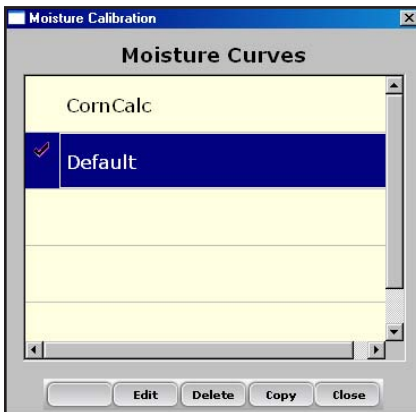 Moisture Calibration
Moisture Curves
CornCalc
Default
Edit Delete Copy Close